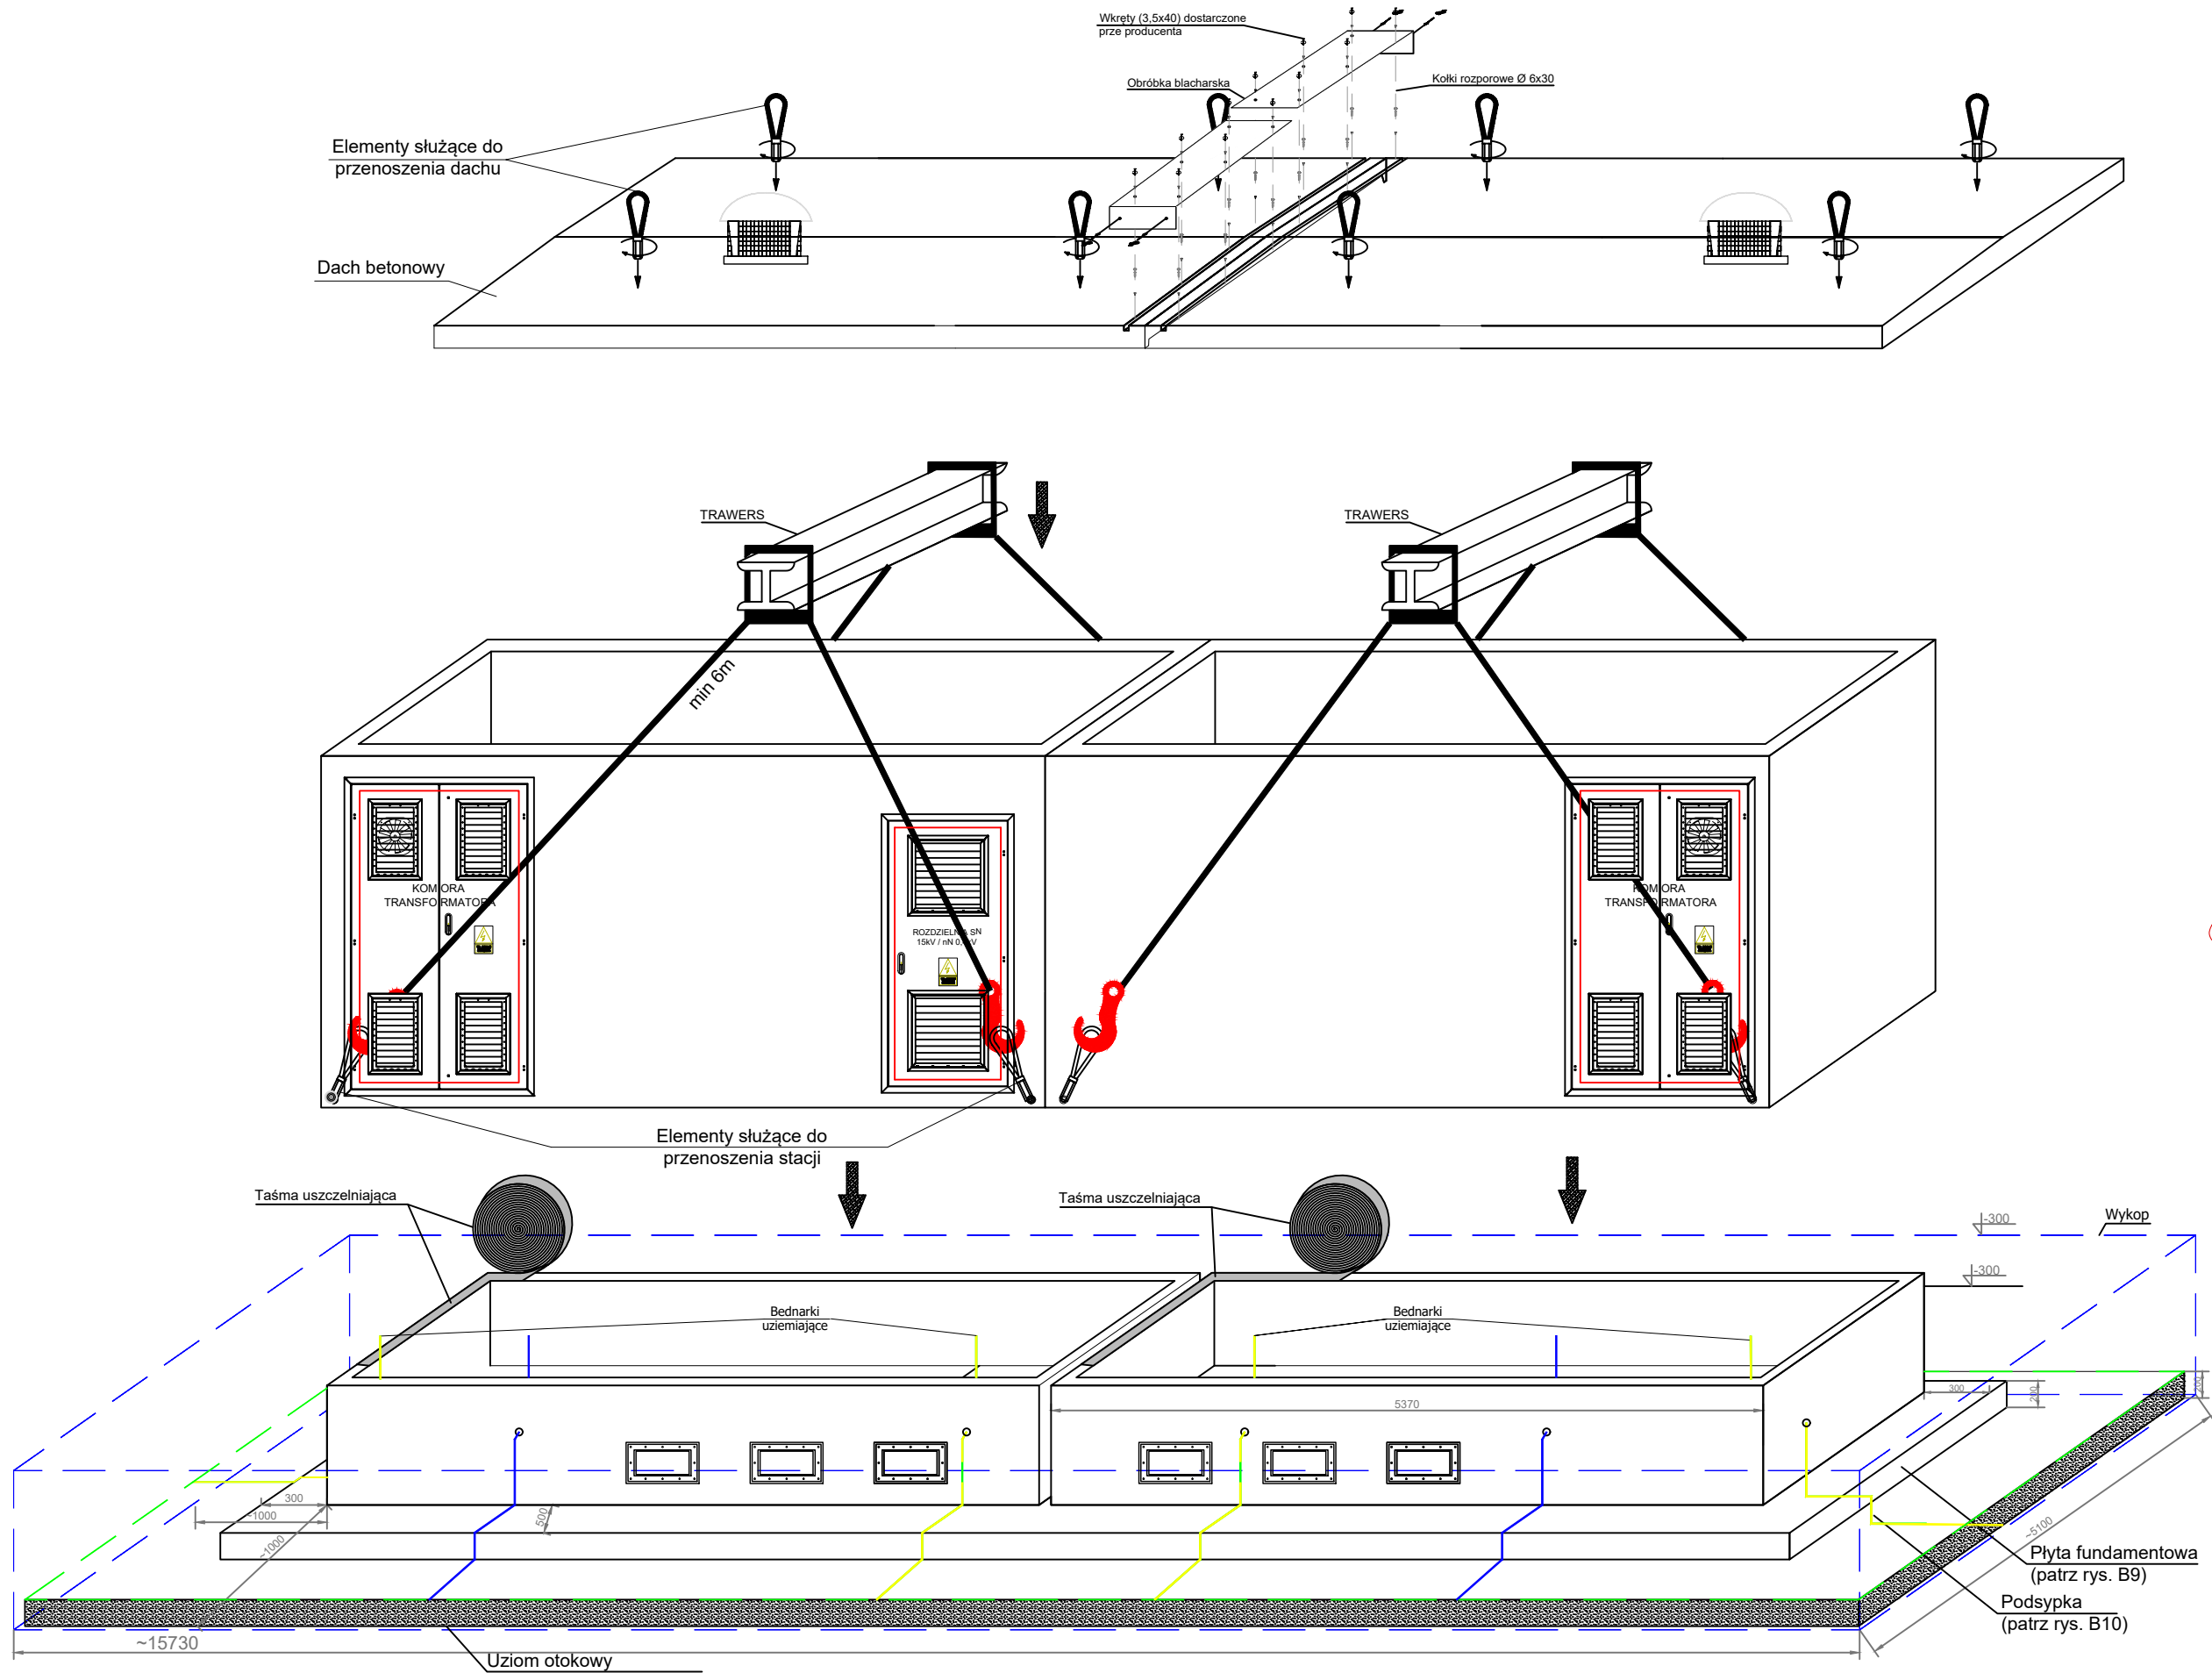 Wkręty (3,5x40) dostarczone
prze producenta
Obróbka blacharska
Kołki rozporowe Ø 6x30
Elementy służące do
przenoszenia dachu
Dach betonowy
TRAWERS
TRAWERS
min 6m
KOMORA
TRANSFORMATORA
ROZDZIELNIA SN
15kV / nN 0,4kV
KOMORA
TRANSFORMATORA
Elementy służące do
przenoszenia stacji
Taśma uszczelniająca
Taśma uszczelniająca
-300
Wykop
-300
Bednarki
uziemiające
Bednarki
uziemiające
5370
300
200
200
300
~1000
~1000
500
~5100
Płyta fundamentowa
(patrz rys. B9)
Podsypka
(patrz rys. B10)
~15730
Uziom otokowy